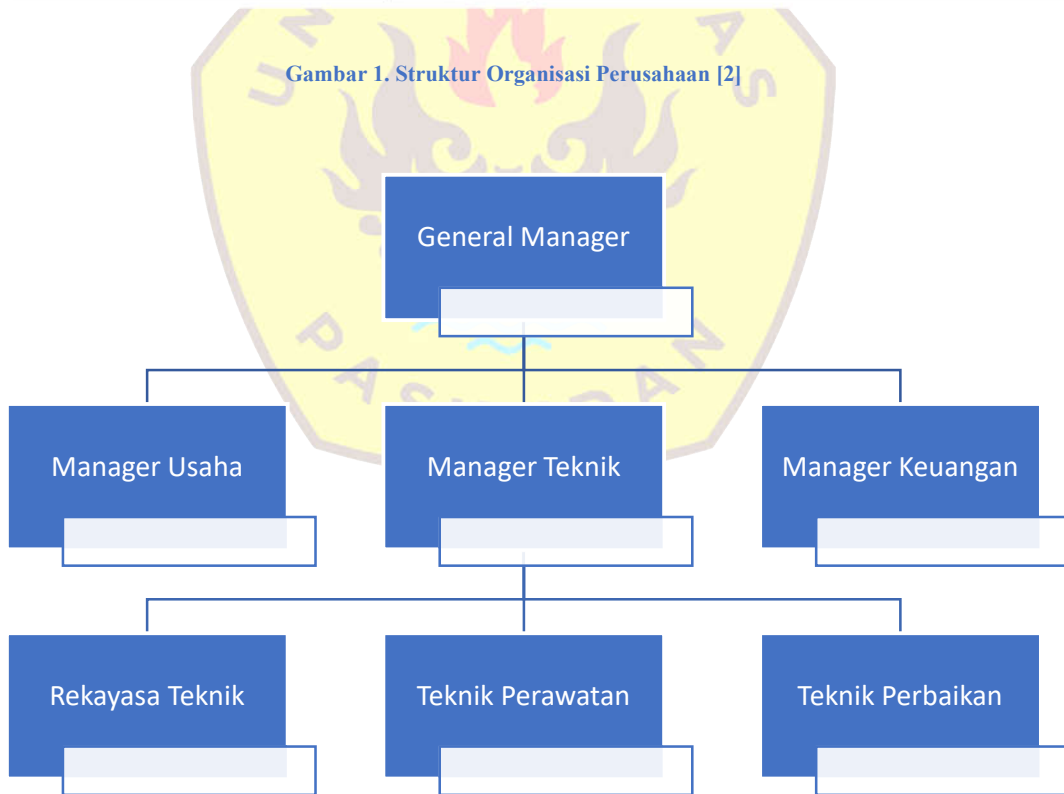 Gambar 1. Struktur Organisasi Perusahaan [2]
General Manager
Manager Usaha
Manager Teknik
Manager Keuangan
Rekayasa Teknik
Teknik Perawatan
Teknik Perbaikan